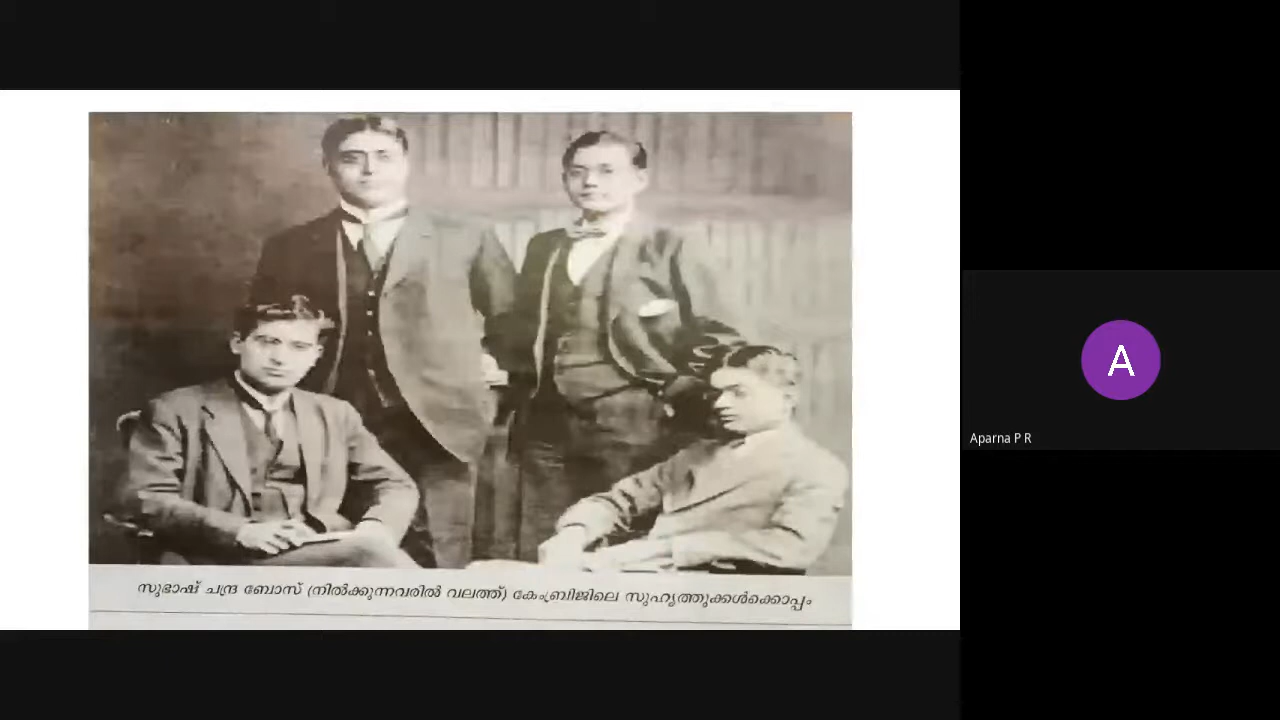 സുഭാഷ് ചന്ദ്ര ബോസ് (നിൽക്കുന്നവരിൽ വലത്ത്) കേംബ്രിജിലെ സുഹൃത്തുക്കൾക്കൊപ്പം
A
Aparna P R